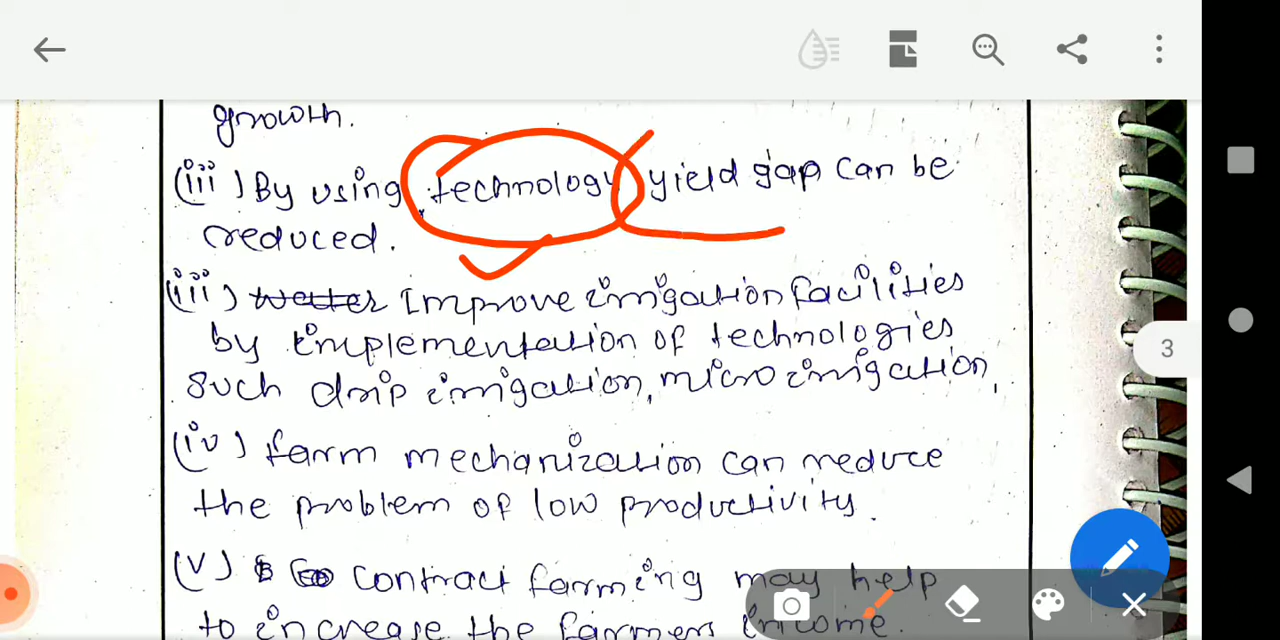 growth.
(iii) By using technology yield gap can be
reduced.
(iii) water Improve irrigation facilities
by implementation of technologies
such drip irrigation, micro irrigation,
3
(iv) farm mechanization can reduce
the problem of low productivity.
(v) contract farming may help
to increase the farmers income.